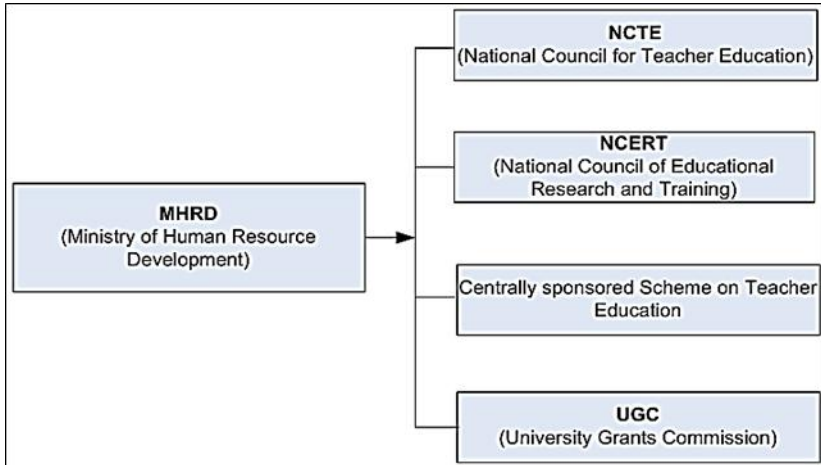 NCTE
(National Council for Teacher Education)
NCERT
(National Council of Educational
Research and Training)
MHRD
(Ministry of Human Resource
Development)
Centrally sponsored Scheme on Teacher
Education
UGC
(University Grants Commission)